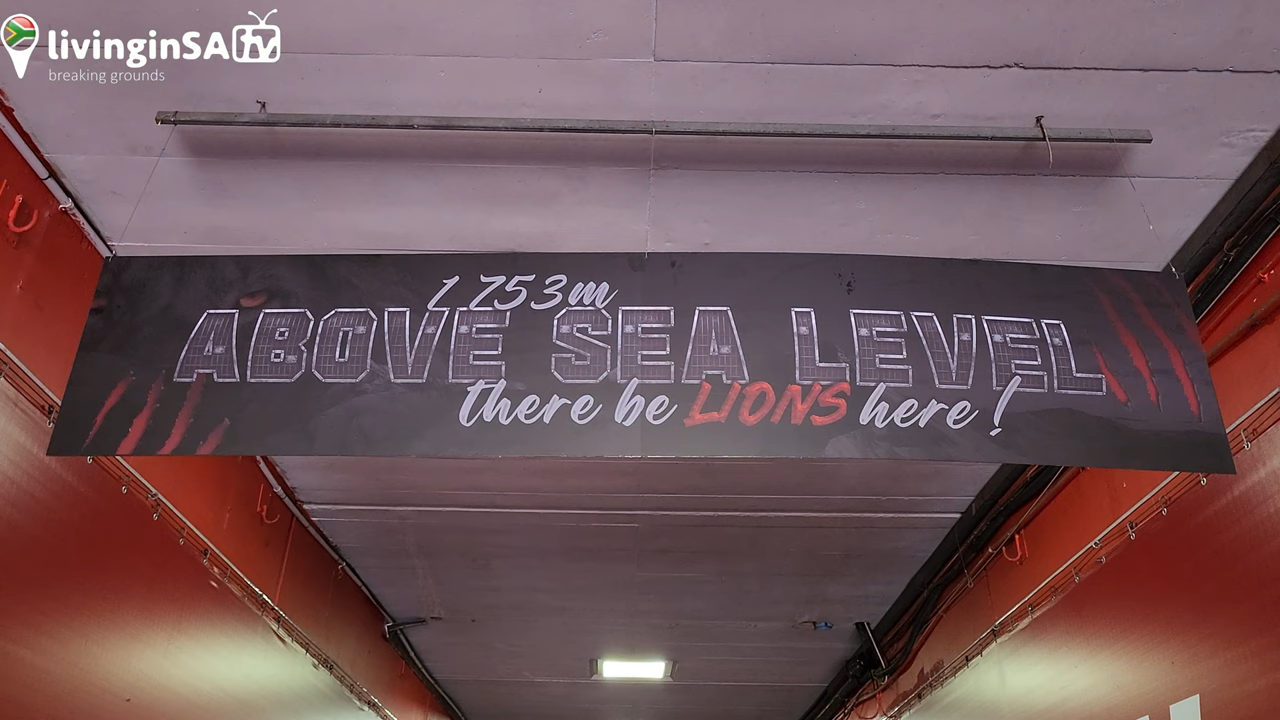 livinginSA tv
breaking grounds
1 753m
ABOVE SEA LEVEL
there be LIONS here !